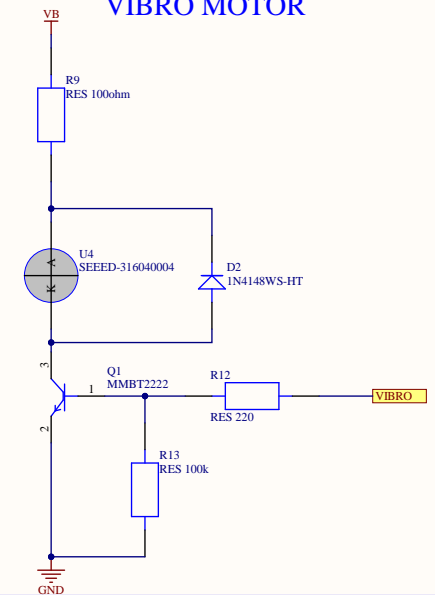 VIBRO MOTOR
VB
R9
RES 100ohm
A
U4
SEEED-316040004
K
D2
1N4148WS-HT
3
Q1
MMBT2222
1
2
R12
RES 220
VIBRO
R13
RES 100k
GND